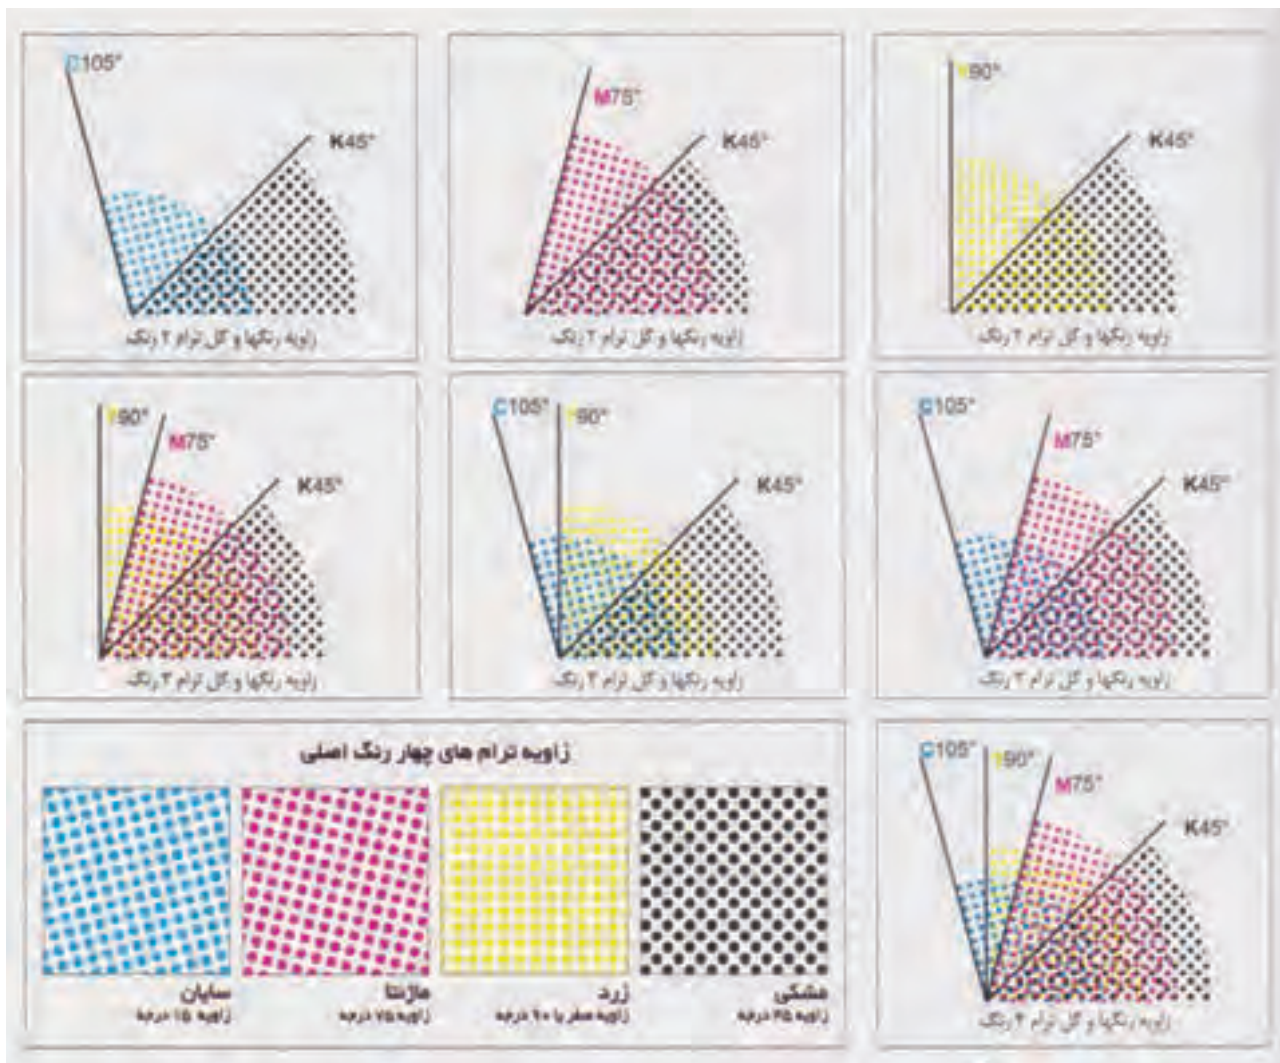 C105°
K45°
زاویه رنگها و گل ترام ۲ رنگ
M75°
K45°
زاویه رنگها و گل ترام ۲ رنگ
Y90°
K45°
زاویه رنگها و گل ترام ۲ رنگ
Y90°
M75°
K45°
زاویه رنگها و گل ترام ۳ رنگ
C105° Y90°
K45°
زاویه رنگها و گل ترام ۳ رنگ
C105°
M75°
K45°
زاویه رنگها و گل ترام ۳ رنگ
زاویه ترام های چهار رنگ اصلی
مشکی
زاویه ۴۵ درجه
زرد
زاویه صفر یا ۹۰ درجه
ماژنتا
زاویه ۷۵ درجه
سایان
زاویه ۱۵ درجه
C105° Y90°
M75°
K45°
زاویه رنگها و گل ترام ۴ رنگ